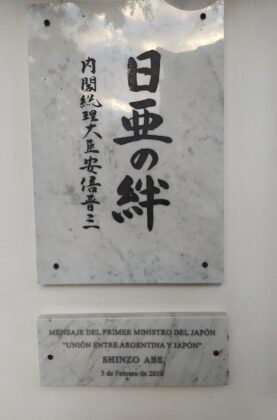 日亜の絆
内閣総理大臣安倍晋三
MENSAJE DEL PRIMER MINISTRO DEL JAPÓN
"UNIÓN ENTRE ARGENTINA Y JAPÓN"
SHINZO ABE
3 de Febrero de 2018